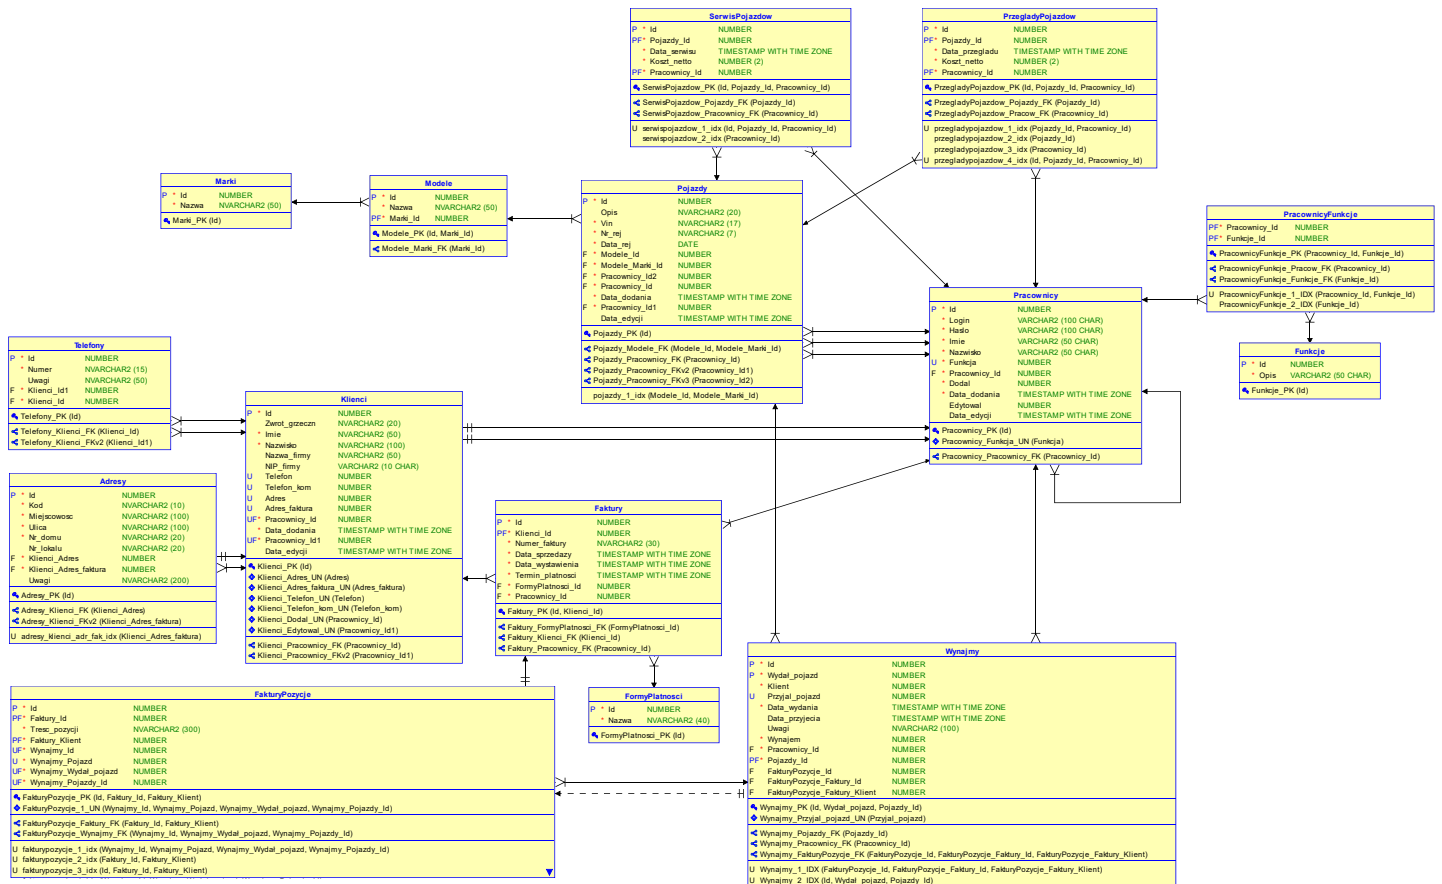 SerwisPojazdow
P * Id NUMBER
PF* Pojazdy_Id NUMBER
* Data_serwisu TIMESTAMP WITH TIME ZONE
* Koszt_netto NUMBER (2)
PF* Pracownicy_Id NUMBER
SerwisPojazdow_PK (Id, Pojazdy_Id, Pracownicy_Id)
SerwisPojazdow_Pojazdy_FK (Pojazdy_Id)
SerwisPojazdow_Pracownicy_FK (Pracownicy_Id)
U serwispojazdow_1_idx (Id, Pojazdy_Id, Pracownicy_Id)
serwispojazdow_2_idx (Pracownicy_Id)
PrzegladyPojazdow
P * Id NUMBER
PF* Pojazdy_Id NUMBER
* Data_przegladu TIMESTAMP WITH TIME ZONE
* Koszt_netto NUMBER (2)
PF* Pracownicy_Id NUMBER
PrzegladyPojazdow_PK (Id, Pojazdy_Id, Pracownicy_Id)
PrzegladyPojazdow_Pojazdy_FK (Pojazdy_Id)
PrzegladyPojazdow_Pracow_FK (Pracownicy_Id)
U przegladypojazdow_1_idx (Pojazdy_Id, Pracownicy_Id)
przegladypojazdow_2_idx (Pojazdy_Id)
przegladypojazdow_3_idx (Pracownicy_Id)
U przegladypojazdow_4_idx (Id, Pojazdy_Id, Pracownicy_Id)
Marki
P * Id NUMBER
* Nazwa NVARCHAR2 (50)
Marki_PK (Id)
Modele
P * Id NUMBER
* Nazwa NVARCHAR2 (50)
PF* Marki_Id NUMBER
Modele_PK (Id, Marki_Id)
Modele_Marki_FK (Marki_Id)
Pojazdy
P * Id NUMBER
Opis NVARCHAR2 (20)
* Vin NVARCHAR2 (17)
* Nr_rej NVARCHAR2 (7)
* Data_rej DATE
F * Modele_Id NUMBER
F * Modele_Marki_Id NUMBER
F * Pracownicy_Id2 NUMBER
F * Pracownicy_Id NUMBER
* Data_dodania TIMESTAMP WITH TIME ZONE
F * Pracownicy_Id1 NUMBER
Data_edycji TIMESTAMP WITH TIME ZONE
Pojazdy_PK (Id)
Pojazdy_Modele_FK (Modele_Id, Modele_Marki_Id)
Pojazdy_Pracownicy_FK (Pracownicy_Id)
Pojazdy_Pracownicy_FKv2 (Pracownicy_Id1)
Pojazdy_Pracownicy_FKv3 (Pracownicy_Id2)
pojazdy_1_idx (Modele_Id, Modele_Marki_Id)
PracownicyFunkcje
PF* Pracownicy_Id NUMBER
PF* Funkcje_Id NUMBER
PracownicyFunkcje_PK (Pracownicy_Id, Funkcje_Id)
PracownicyFunkcje_Pracow_FK (Pracownicy_Id)
PracownicyFunkcje_Funkcje_FK (Funkcje_Id)
U PracownicyFunkcje_1_IDX (Pracownicy_Id, Funkcje_Id)
PracownicyFunkcje_2_IDX (Funkcje_Id)
Pracownicy
P * Id NUMBER
* Login VARCHAR2 (100 CHAR)
* Haslo VARCHAR2 (100 CHAR)
* Imie VARCHAR2 (50 CHAR)
* Nazwisko VARCHAR2 (50 CHAR)
U * Funkcja NUMBER
F * Pracownicy_Id NUMBER
* Dodal NUMBER
* Data_dodania TIMESTAMP WITH TIME ZONE
Edytowal NUMBER
Data_edycji TIMESTAMP WITH TIME ZONE
Pracownicy_PK (Id)
Pracownicy_Funkcja_UN (Funkcja)
Pracownicy_Pracownicy_FK (Pracownicy_Id)
Funkcje
P * Id NUMBER
* Opis VARCHAR2 (50 CHAR)
Funkcje_PK (Id)
Telefony
P * Id NUMBER
* Numer NVARCHAR2 (15)
Uwagi NVARCHAR2 (50)
F * Klienci_Id1 NUMBER
F * Klienci_Id NUMBER
Telefony_PK (Id)
Telefony_Klienci_FK (Klienci_Id)
Telefony_Klienci_FKv2 (Klienci_Id1)
Klienci
P * Id NUMBER
Zwrot_grzeczn NVARCHAR2 (20)
* Imie NVARCHAR2 (50)
* Nazwisko NVARCHAR2 (100)
Nazwa_firmy NVARCHAR2 (50)
NIP_firmy VARCHAR2 (10 CHAR)
U Telefon NUMBER
U Telefon_kom NUMBER
U Adres NUMBER
U Adres_faktura NUMBER
UF* Pracownicy_Id NUMBER
* Data_dodania TIMESTAMP WITH TIME ZONE
UF* Pracownicy_Id1 NUMBER
Data_edycji TIMESTAMP WITH TIME ZONE
Klienci_PK (Id)
Klienci_Adres_UN (Adres)
Klienci_Adres_faktura_UN (Adres_faktura)
Klienci_Telefon_UN (Telefon)
Klienci_Telefon_kom_UN (Telefon_kom)
Klienci_Dodal_UN (Pracownicy_Id)
Klienci_Edytowal_UN (Pracownicy_Id1)
Klienci_Pracownicy_FK (Pracownicy_Id)
Klienci_Pracownicy_FKv2 (Pracownicy_Id1)
Adresy
P * Id NUMBER
* Kod NVARCHAR2 (10)
* Miejscowosc NVARCHAR2 (100)
* Ulica NVARCHAR2 (100)
* Nr_domu NVARCHAR2 (20)
Nr_lokalu NVARCHAR2 (20)
F * Klienci_Adres NUMBER
F * Klienci_Adres_faktura NUMBER
Uwagi NVARCHAR2 (200)
Adresy_PK (Id)
Adresy_Klienci_FK (Klienci_Adres)
Adresy_Klienci_FKv2 (Klienci_Adres_faktura)
U adresy_klienci_adr_fak_idx (Klienci_Adres_faktura)
Faktury
P * Id NUMBER
PF* Klienci_Id NUMBER
* Numer_faktury NVARCHAR2 (30)
* Data_sprzedazy TIMESTAMP WITH TIME ZONE
* Data_wystawienia TIMESTAMP WITH TIME ZONE
* Termin_platnosci TIMESTAMP WITH TIME ZONE
F * FormyPlatnosci_Id NUMBER
F * Pracownicy_Id NUMBER
Faktury_PK (Id, Klienci_Id)
Faktury_FormyPlatnosci_FK (FormyPlatnosci_Id)
Faktury_Klienci_FK (Klienci_Id)
Faktury_Pracownicy_FK (Pracownicy_Id)
FormyPlatnosci
P * Id NUMBER
* Nazwa NVARCHAR2 (40)
FormyPlatnosci_PK (Id)
FakturyPozycje
P * Id NUMBER
PF* Faktury_Id NUMBER
* Tresc_pozycji NVARCHAR2 (300)
PF* Faktury_Klient NUMBER
UF* Wynajmy_Id NUMBER
U * Wynajmy_Pojazd NUMBER
UF* Wynajmy_Wydał_pojazd NUMBER
UF* Wynajmy_Pojazdy_Id NUMBER
FakturyPozycje_PK (Id, Faktury_Id, Faktury_Klient)
FakturyPozycje_1_UN (Wynajmy_Id, Wynajmy_Pojazd, Wynajmy_Wydał_pojazd, Wynajmy_Pojazdy_Id)
FakturyPozycje_Faktury_FK (Faktury_Id, Faktury_Klient)
FakturyPozycje_Wynajmy_FK (Wynajmy_Id, Wynajmy_Wydał_pojazd, Wynajmy_Pojazdy_Id)
U fakturypozycje_1_idx (Wynajmy_Id, Wynajmy_Pojazd, Wynajmy_Wydał_pojazd, Wynajmy_Pojazdy_Id)
U fakturypozycje_2_idx (Faktury_Id, Faktury_Klient)
U fakturypozycje_3_idx (Id, Faktury_Id, Faktury_Klient)
Wynajmy
P * Id NUMBER
P * Wydał_pojazd NUMBER
* Klient NUMBER
U Przyjal_pojazd NUMBER
* Data_wydania TIMESTAMP WITH TIME ZONE
Data_przyjecia TIMESTAMP WITH TIME ZONE
Uwagi NVARCHAR2 (100)
* Wynajem NUMBER
F * Pracownicy_Id NUMBER
PF* Pojazdy_Id NUMBER
F FakturyPozycje_Id NUMBER
F FakturyPozycje_Faktury_Id NUMBER
F FakturyPozycje_Faktury_Klient NUMBER
Wynajmy_PK (Id, Wydał_pojazd, Pojazdy_Id)
Wynajmy_Przyjal_pojazd_UN (Przyjal_pojazd)
Wynajmy_Pojazdy_FK (Pojazdy_Id)
Wynajmy_Pracownicy_FK (Pracownicy_Id)
Wynajmy_FakturyPozycje_FK (FakturyPozycje_Id, FakturyPozycje_Faktury_Id, FakturyPozycje_Faktury_Klient)
U Wynajmy_1_IDX (FakturyPozycje_Id, FakturyPozycje_Faktury_Id, FakturyPozycje_Faktury_Klient)
U Wynajmy_2_IDX (Id, Wydał_pojazd, Pojazdy_Id)